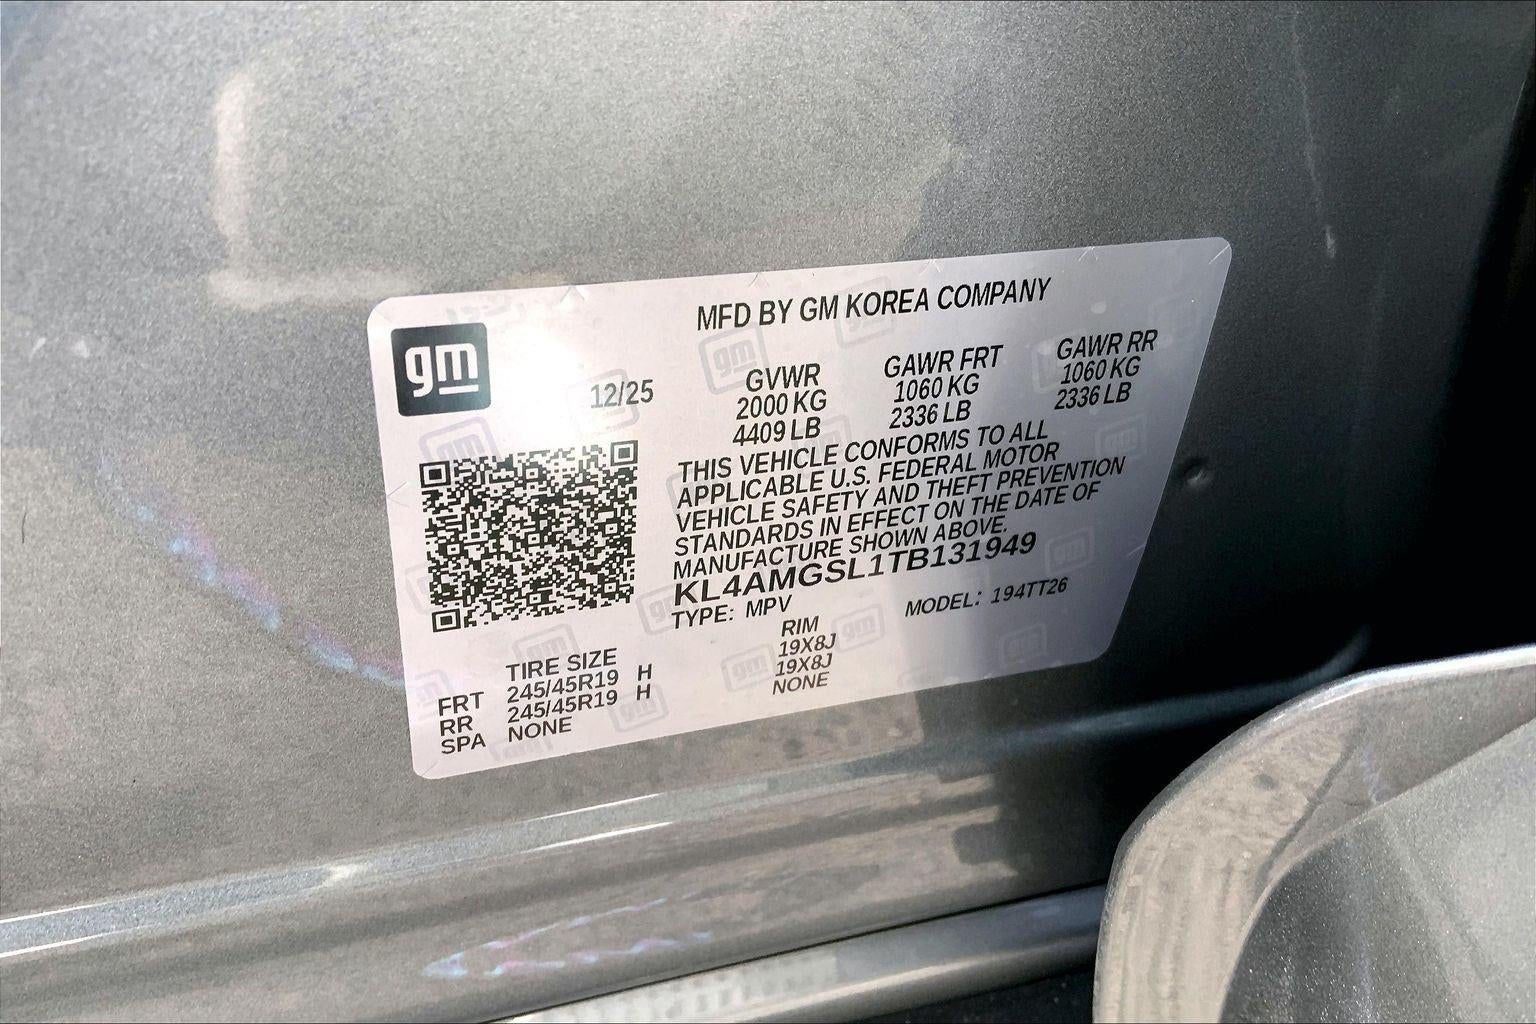 MFD BY GM KOREA COMPANY
gm
12/25
GVWR GAWR FRT GAWR RR
2000 KG 1060 KG 1060 KG
4409 LB 2336 LB 2336 LB
THIS VEHICLE CONFORMS TO ALL
APPLICABLE U.S. FEDERAL MOTOR
VEHICLE SAFETY AND THEFT PREVENTION
STANDARDS IN EFFECT ON THE DATE OF
MANUFACTURE SHOWN ABOVE.
KL4AMGSL1TB131949
TYPE: MPV MODEL: 194TT26
TIRE SIZE RIM
FRT 245/45R19 H 19X8J
RR 245/45R19 H 19X8J
SPA NONE NONE